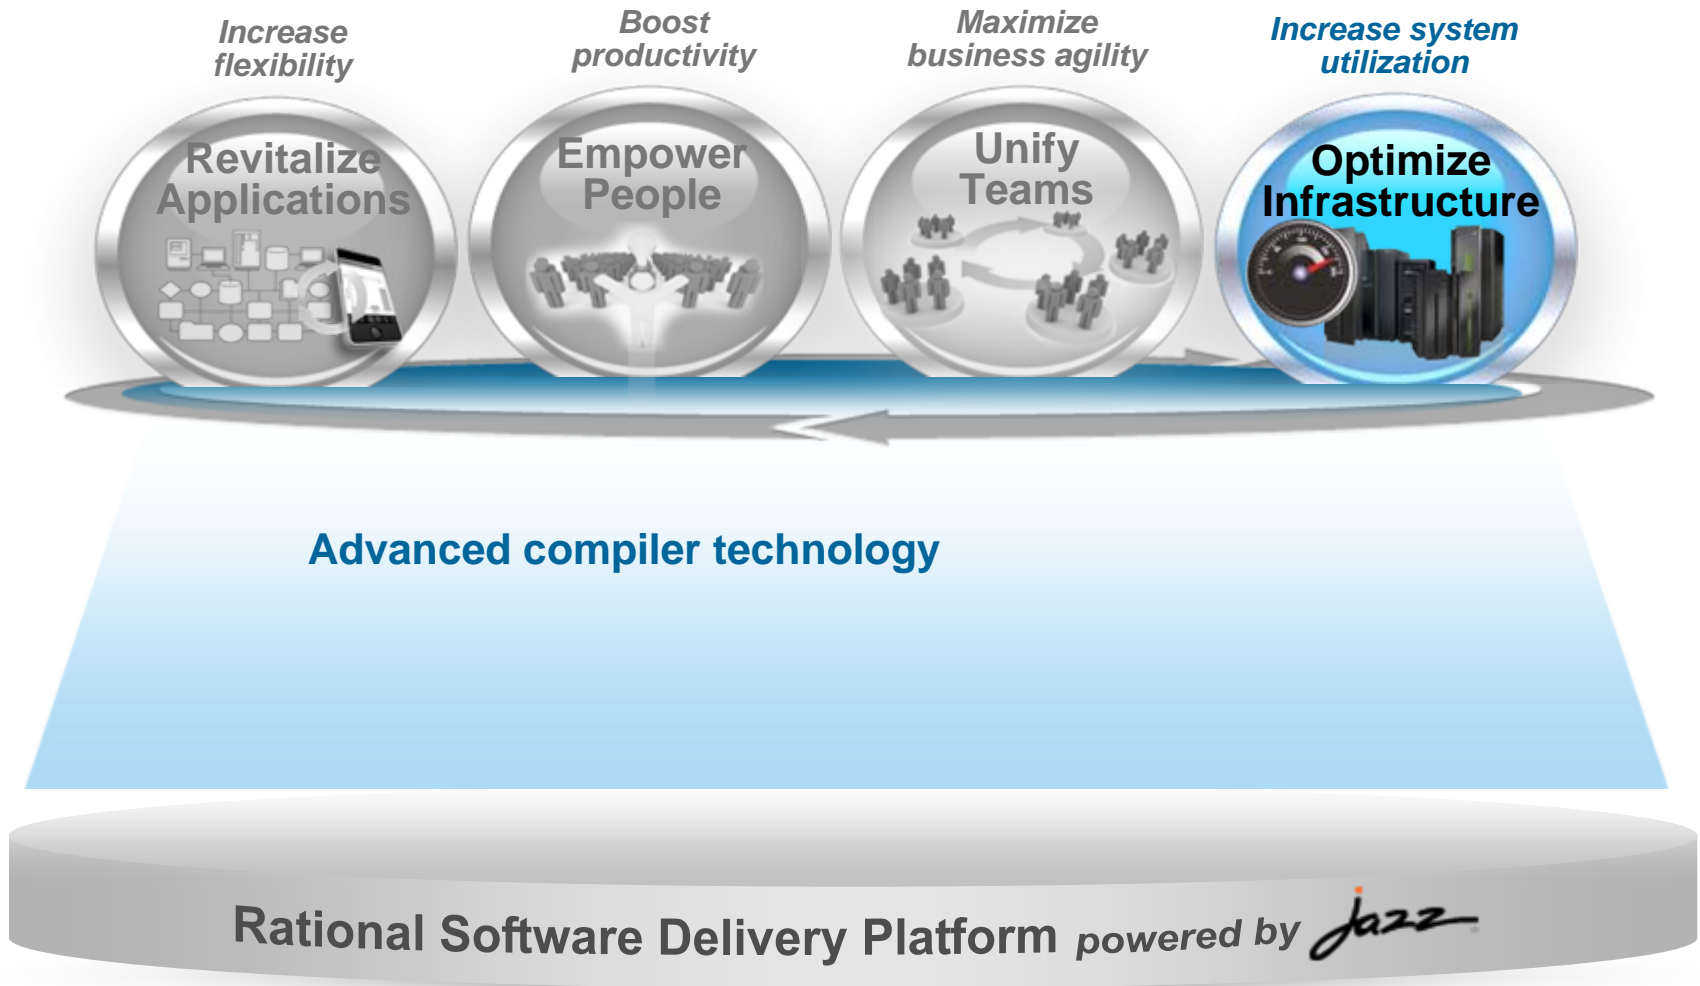 Increase
flexibility
Boost
productivity
Maximize
business agility
Increase system
utilization
Revitalize
Applications
Empower
People
Unify
Teams
Optimize
Infrastructure
Advanced compiler technology
Rational Software Delivery Platform powered by jazz